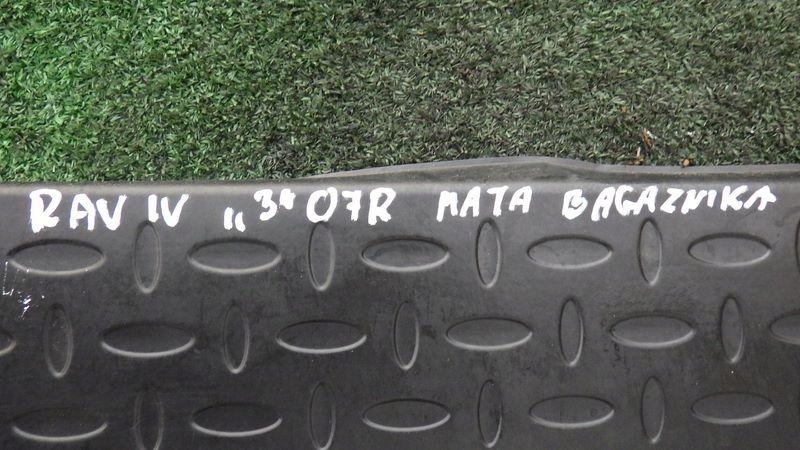 RAV IV „3" 07R MATA BAGAZNIKA